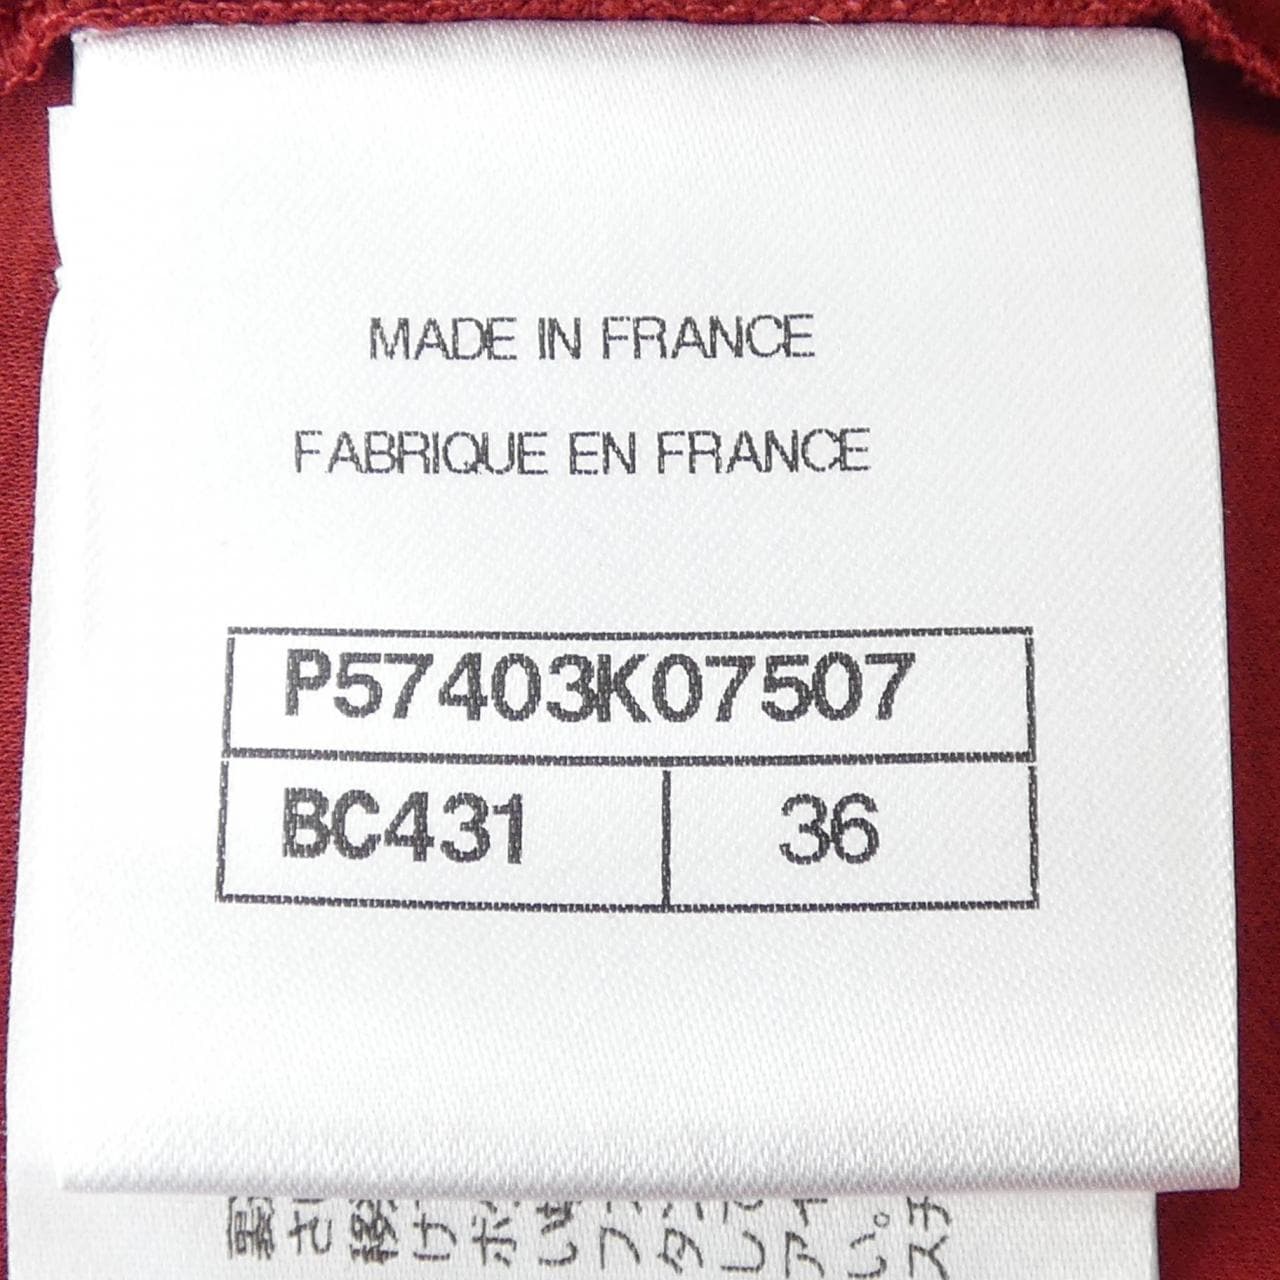 MADE IN FRANCE
FABRIQUE EN FRANCE
P57403K07507
BC431 36